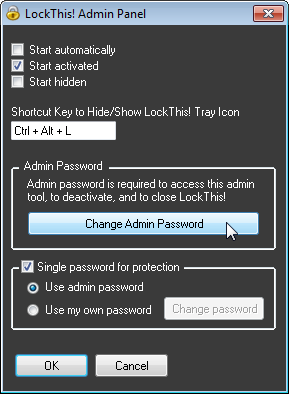 LockThis! Admin Panel
Start automatically
Start activated
Start hidden
Shortcut Key to Hide/Show LockThis! Tray Icon
Ctrl + Alt + L
Admin Password
Admin password is required to access this admin
tool, to deactivate, and to close LockThis!
Change Admin Password
Single password for protection
Use admin password
Use my own password
Change password
OK
Cancel